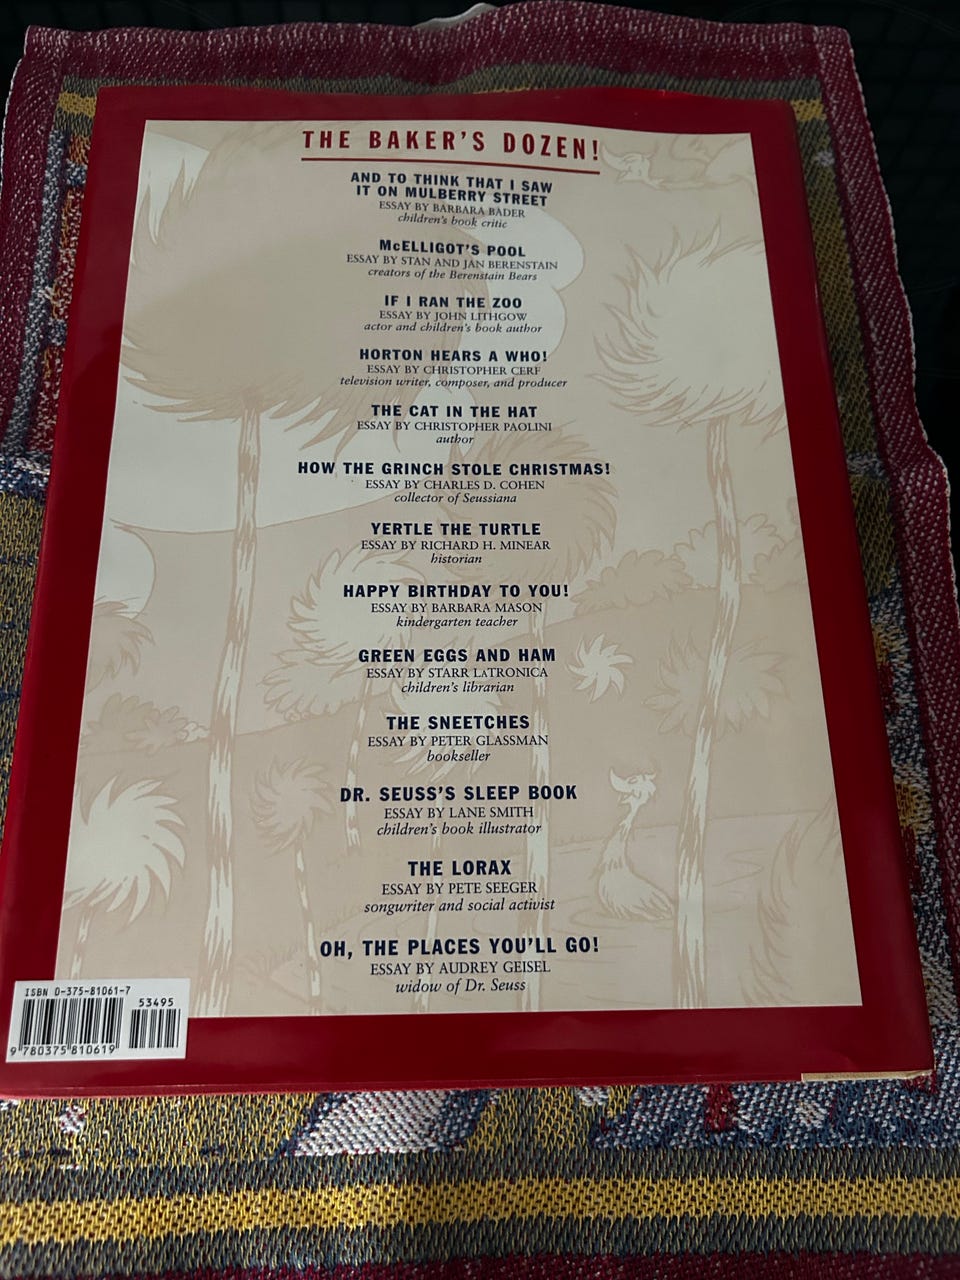 THE BAKER'S DOZEN!
AND TO THINK THAT I SAW
IT ON MULBERRY STREET
ESSAY BY BARBARA BADER
children's book critic
McELLIGOT'S POOL
ESSAY BY STAN AND JAN BERENSTAIN
creators of the Berenstain Bears
IF I RAN THE ZOO
ESSAY BY JOHN LITHGOW
actor and children's book author
HORTON HEARS A WHO!
ESSAY BY CHRISTOPHER CERF
television writer, composer, and producer
THE CAT IN THE HAT
ESSAY BY CHRISTOPHER PAOLINI
author
HOW THE GRINCH STOLE CHRISTMAS!
ESSAY BY CHARLES D. COHEN
collector of Seussiana
YERTLE THE TURTLE
ESSAY BY RICHARD H. MINEAR
historian
HAPPY BIRTHDAY TO YOU!
ESSAY BY BARBARA MASON
kindergarten teacher
GREEN EGGS AND HAM
ESSAY BY STARR LATRONICA
children's librarian
THE SNEETCHES
ESSAY BY PETER GLASSMAN
bookseller
DR. SEUSS'S SLEEP BOOK
ESSAY BY LANE SMITH
children's book illustrator
THE LORAX
ESSAY BY PETE SEEGER
songwriter and social activist
OH, THE PLACES YOU'LL GO!
ESSAY BY AUDREY GEISEL
widow of Dr. Seuss
ISBN 0-375-81061-7
53495
9 780375 810619